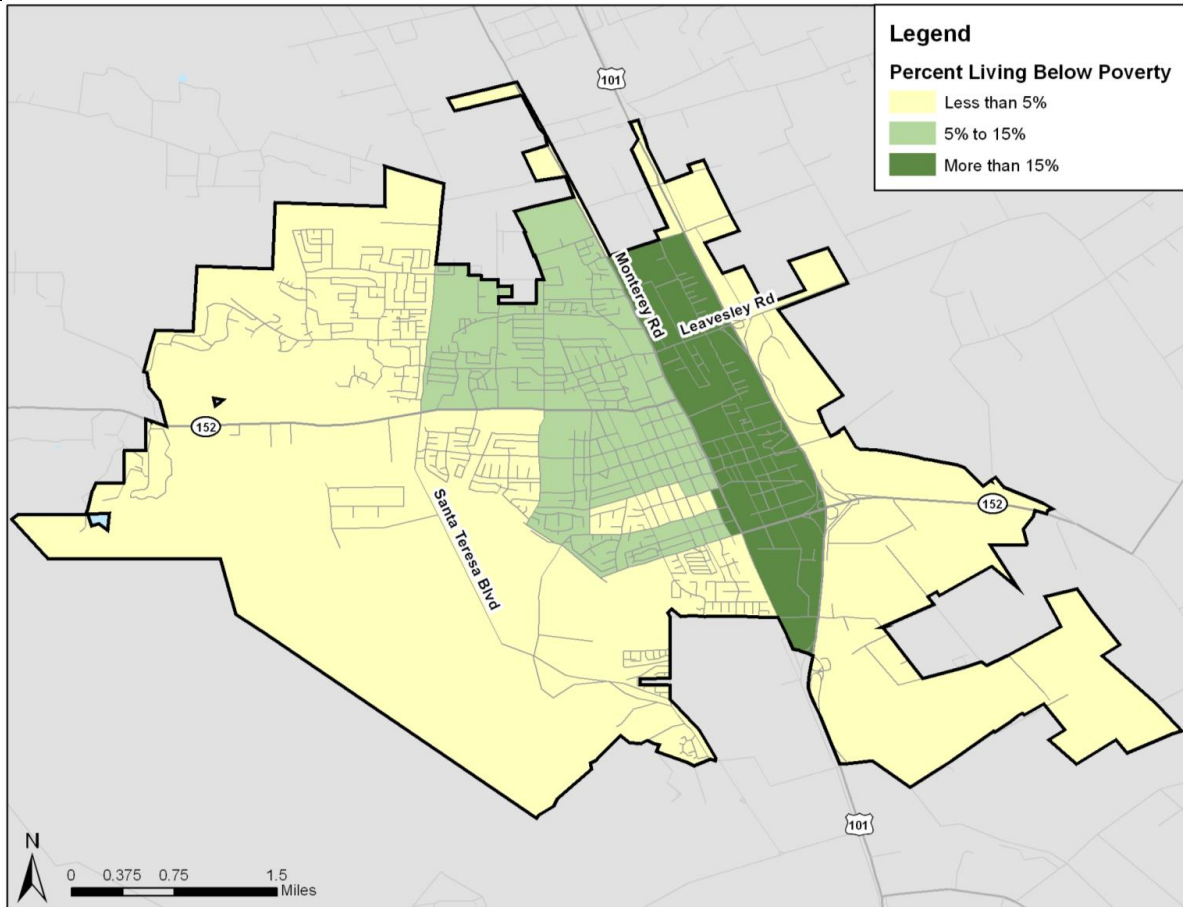 Legend
Percent Living Below Poverty
Less than 5%
5% to 15%
More than 15%
101
Monterey Rd
Leavesley Rd
152
Santa Teresa Blvd
152
101
N
0 0.375 0.75 1.5
Miles